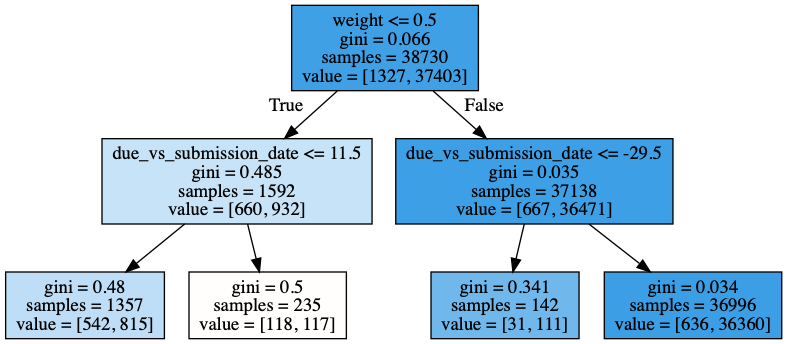 weight <= 0.5
gini = 0.066
samples = 38730
value = [1327, 37403]
True
False
due_vs_submission_date <= 11.5
gini = 0.485
samples = 1592
value = [660, 932]
due_vs_submission_date <= -29.5
gini = 0.035
samples = 37138
value = [667, 36471]
gini = 0.48
samples = 1357
value = [542, 815]
gini = 0.5
samples = 235
value = [118, 117]
gini = 0.341
samples = 142
value = [31, 111]
gini = 0.034
samples = 36996
value = [636, 36360]